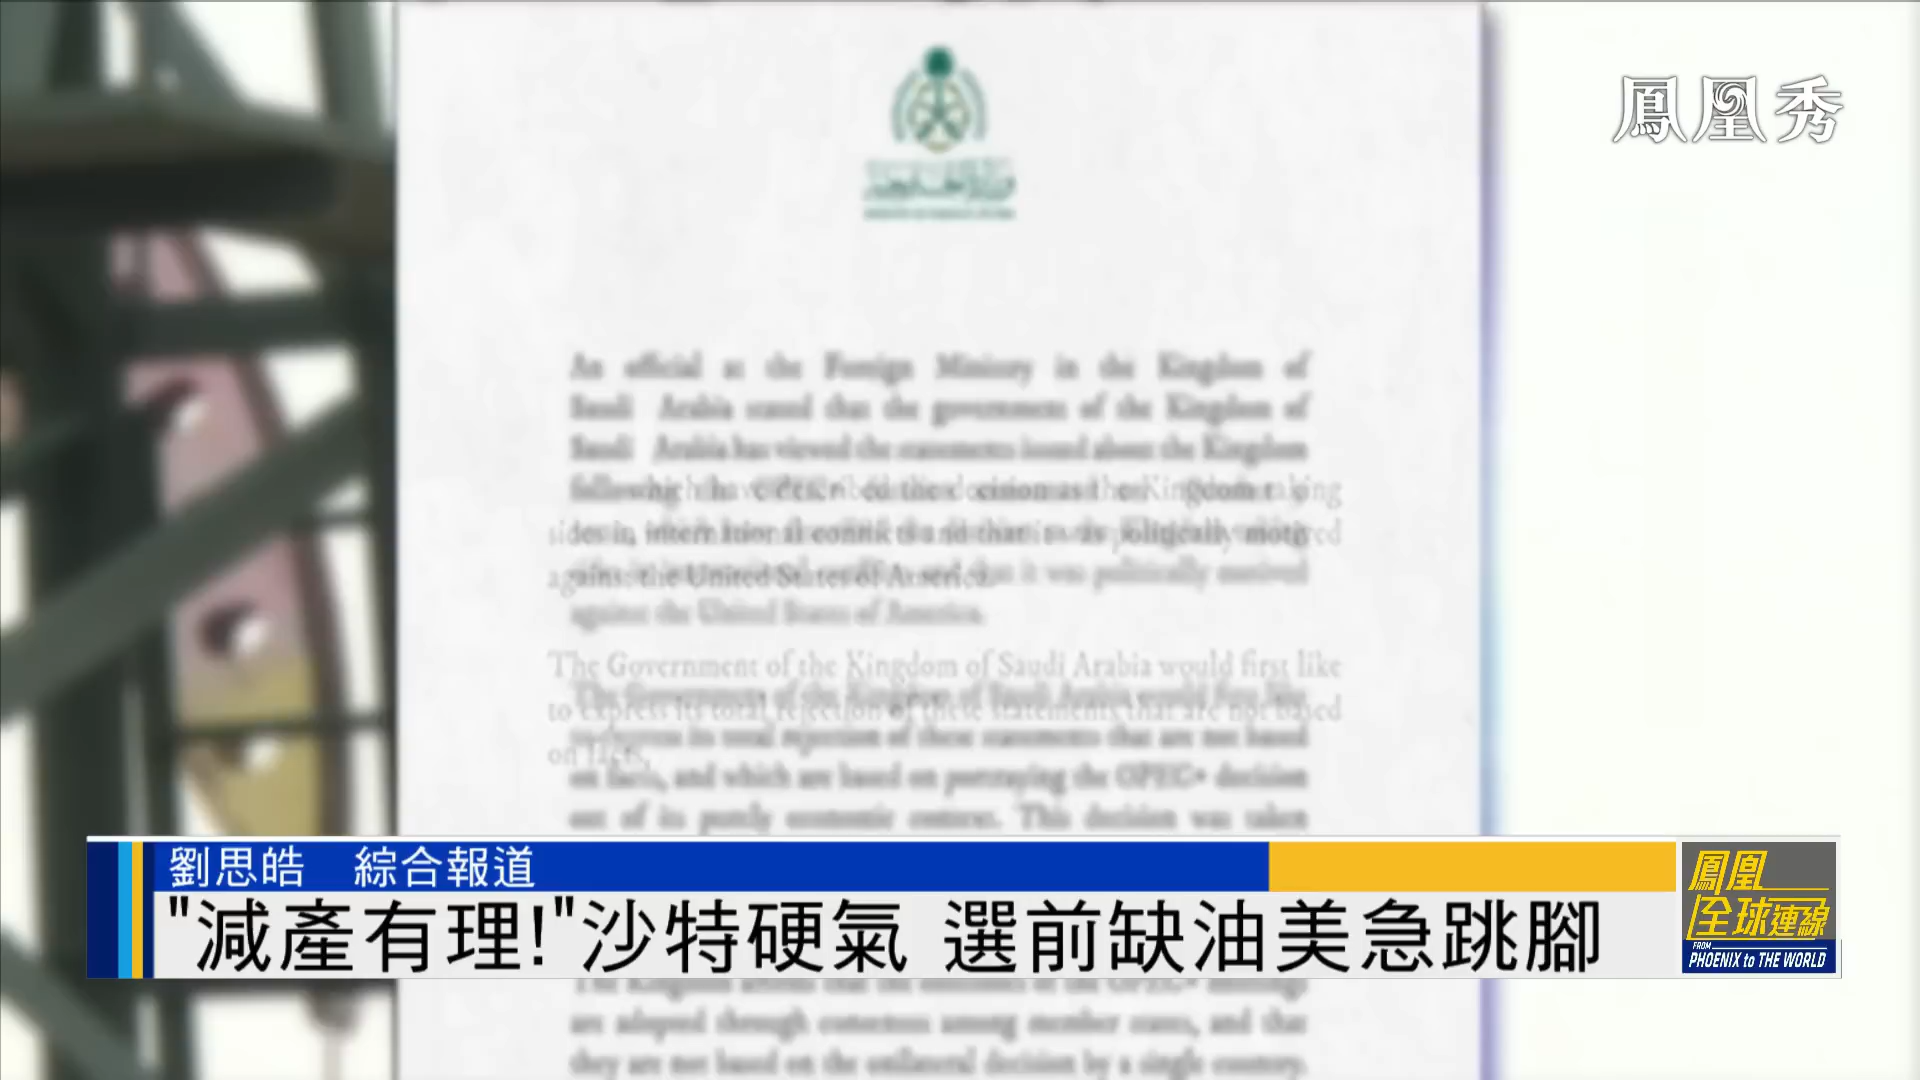 鳳凰秀
An official at the Foreign Ministry in the Kingdom of
Saudi Arabia stated that the government of the Kingdom of
Saudi Arabia has viewed the statements issued about the Kingdom
against the United States of America.
The Government of the Kingdom of Saudi Arabia would first like
to express its total rejection of these statements that are not based
on facts, and which are based on portraying the OPEC+ decision
out of its purely economic context. This decision was taken
劉思皓 綜合報道
"減產有理!"沙特硬氣 選前缺油美急跳腳
鳳凰
全球連線
FROM
PHOENIX to THE WORLD
are adopted through consensus among member states, and that
they are not based on the unilateral decision by a single country.